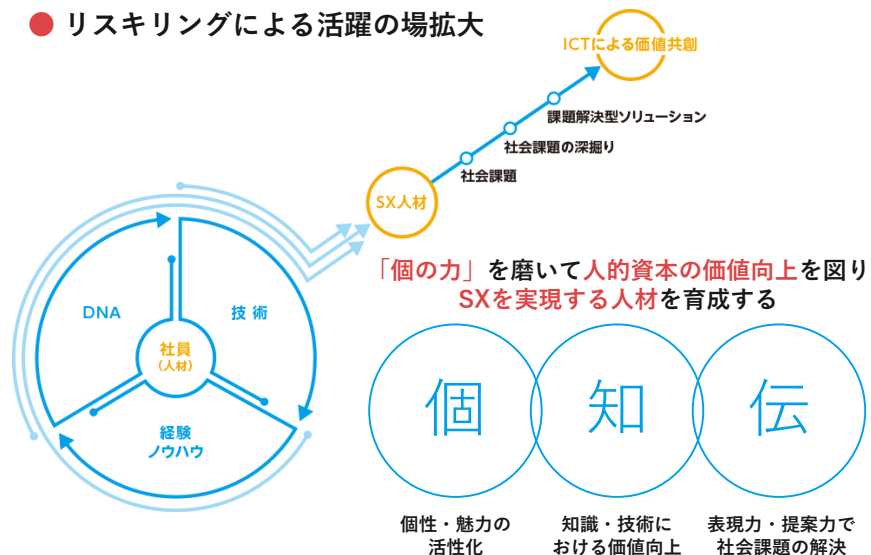 ● リスキリングによる活躍の場拡大
ICTによる価値共創
課題解決型ソリューション
社会課題の深掘り
社会課題
SX人材
DNA
技術
社員
(人材)
経験
ノウハウ
「個の力」を磨いて人的資本の価値向上を図り
SXを実現する人材を育成する
個
知
伝
個性・魅力の
活性化
知識・技術に
おける価値向上
表現力・提案力で
社会課題の解決